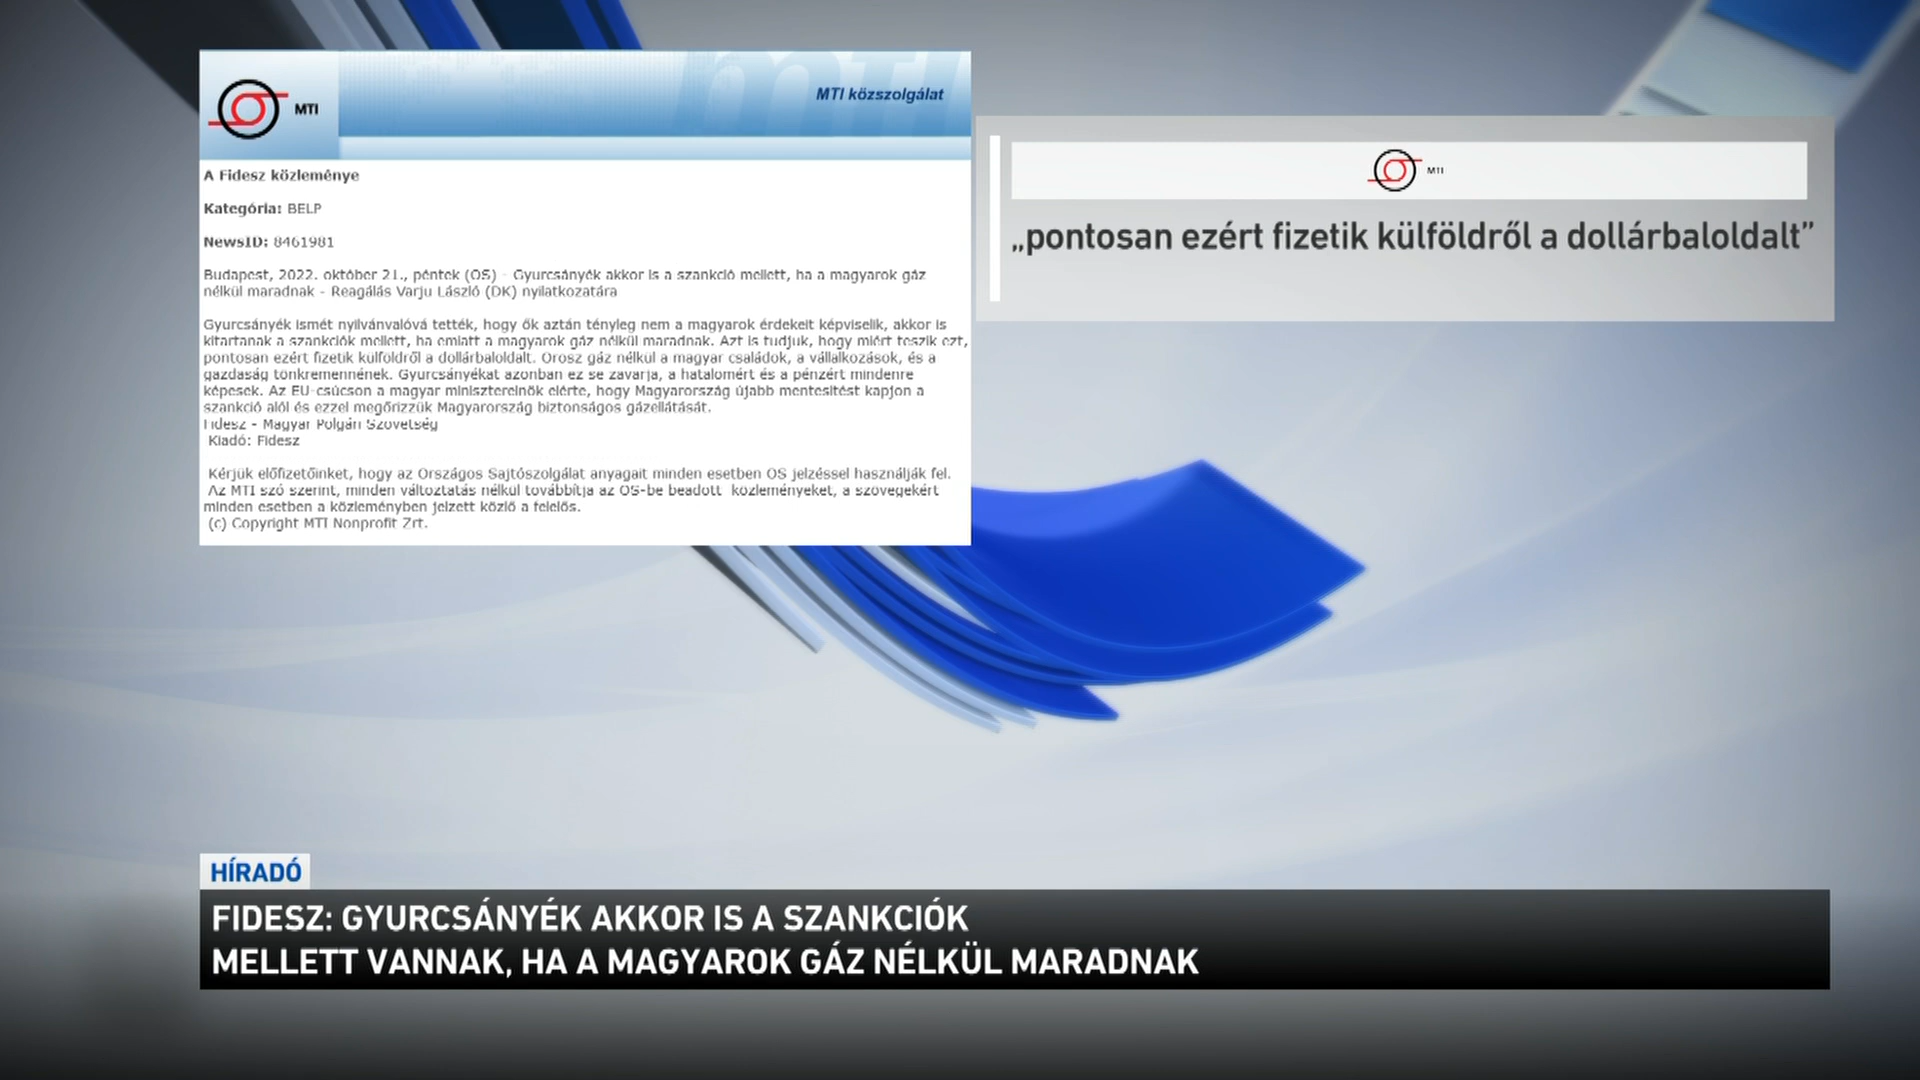 MTI
MTI közszolgálat
A Fidesz közleménye
Kategória: BELP
NewsID: 8461981
Budapest, 2022. október 21., péntek (OS) - Gyurcsányék akkor is a szankció mellett, ha a magyarok gáz
nélkül maradnak - Reagálás Varju László (DK) nyilatkozatára
Gyurcsányék ismét nyilvánvalóvá tették, hogy ők aztán tényleg nem a magyarok érdekeit képviselik, akkor is
kitartanak a szankciók mellett, ha emiatt a magyarok gáz nélkül maradnak. Azt is tudjuk, hogy miért teszik ezt,
pontosan ezért fizetik külföldről a dollárbaloldalt. Orosz gáz nélkül a magyar családok, a vállalkozások, és a
gazdaság tönkremennének. Gyurcsányékat azonban ez se zavarja, a hatalomért és a pénzért mindenre
képesek. Az EU-csúcson a magyar miniszterelnök elérte, hogy Magyarország újabb mentesítést kapjon a
szankció alól és ezzel megőrizzük Magyarország biztonságos gázellátását.
Fidesz - Magyar Polgári Szövetség
Kiadó: Fidesz
Kérjük előfizetőinket, hogy az Országos Sajtószolgálat anyagait minden esetben OS jelzéssel használják fel.
Az MTI szó szerint, minden változtatás nélkül továbbítja az OS-be beadott közleményeket, a szövegekért
minden esetben a közleményben jelzett közlő a felelős.
(c) Copyright MTI Nonprofit Zrt.
MTI
„pontosan ezért fizetik külföldről a dollárbaloldalt”
HÍRADÓ
FIDESZ: GYURCSÁNYÉK AKKOR IS A SZANKCIÓK
MELLETT VANNAK, HA A MAGYAROK GÁZ NÉLKÜL MARADNAK